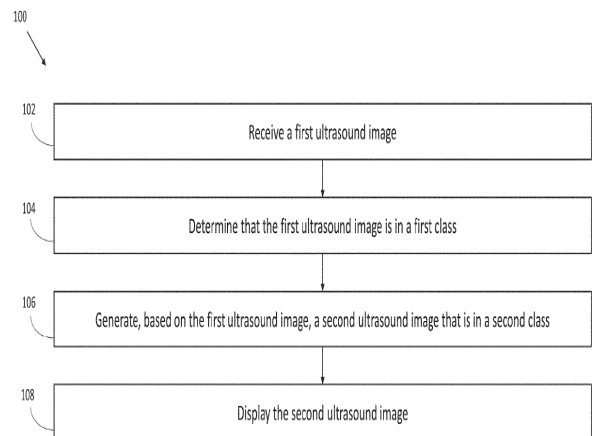 100
102
Receive a first ultrasound image
104
Determine that the first ultrasound image is in a first class
106
Generate, based on the first ultrasound image, a second ultrasound image that is in a second class
108
Display the second ultrasound image